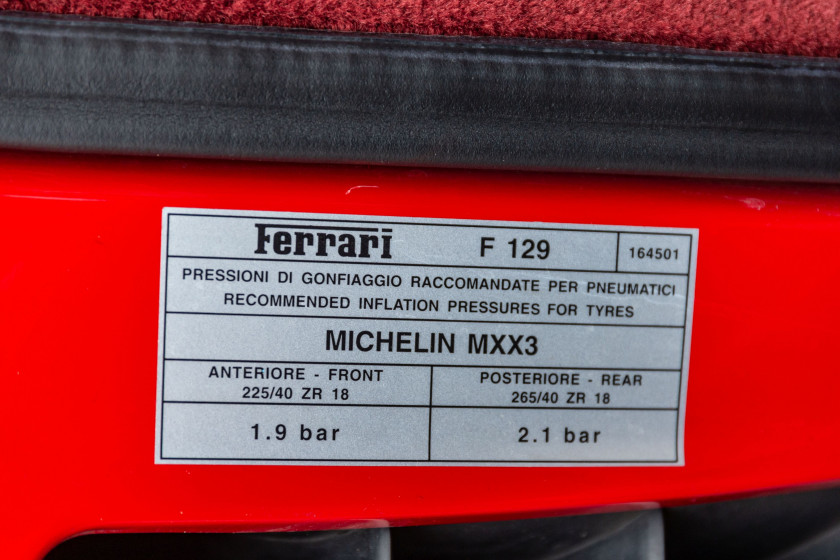 Ferrari F 129 164501
PRESSIONI DI GONFIAGGIO RACCOMANDATE PER PNEUMATICI
RECOMMENDED INFLATION PRESSURES FOR TYRES
MICHELIN MXX3
ANTERIORE - FRONT
225/40 ZR 18
POSTERIORE - REAR
265/40 ZR 18
1.9 bar
2.1 bar